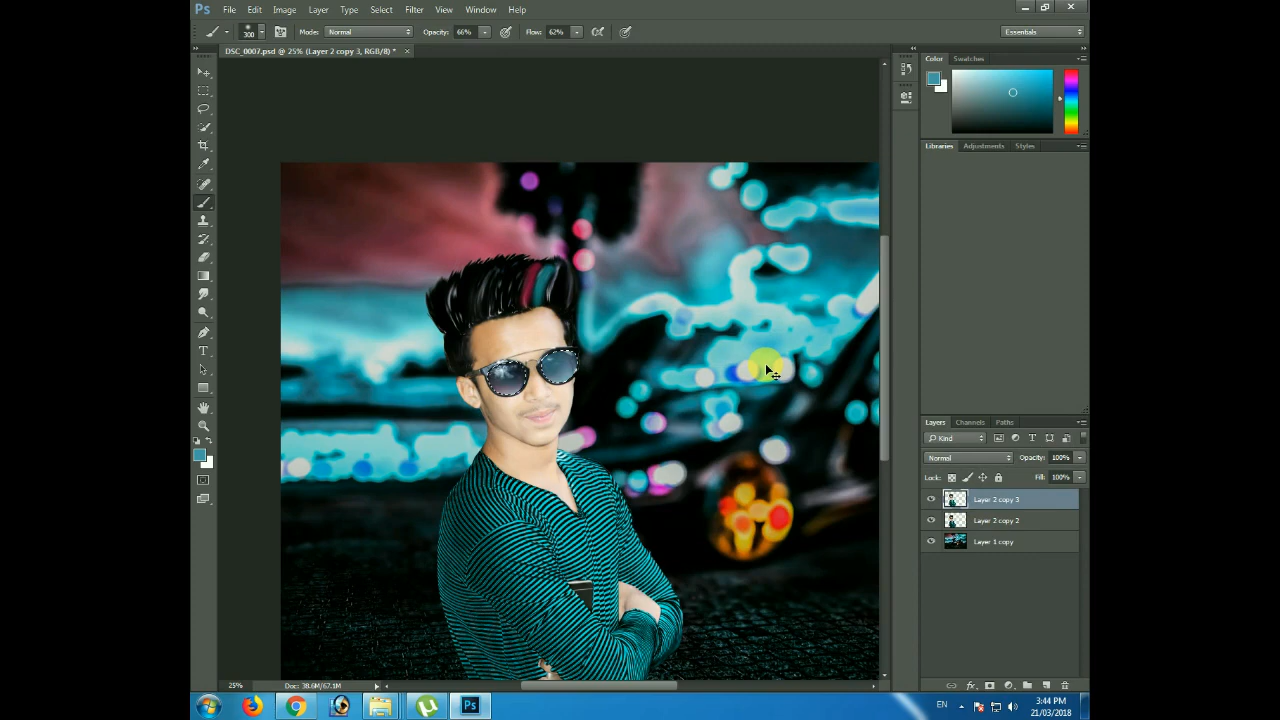 Ps File Edit Image Layer Type Select Filter View Window Help
300 Mode: Normal Opacity: 66% Flow: 62% Essentials
DSC_0007.psd @ 25% (Layer 2 copy 3, RGB/8) * ×
Color Swatches
Libraries Adjustments Styles
Layers Channels Paths
Kind
Normal Opacity: 100%
Lock: Fill: 100%
Layer 2 copy 3
Layer 2 copy 2
Layer 1 copy
25% Doc: 38.6M/67.1M
Ps EN 3:44 PM
21/03/2018